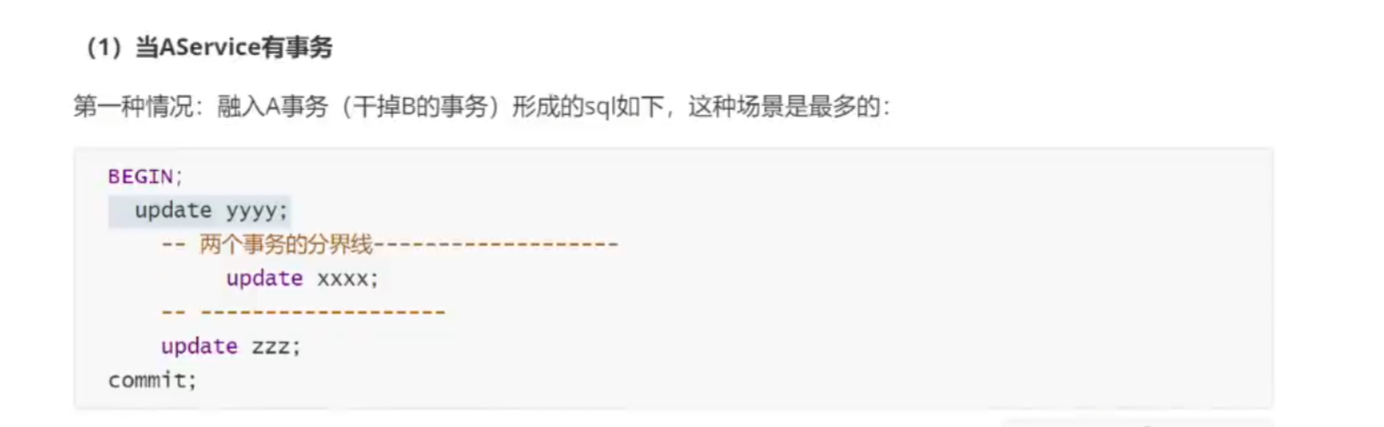 （1）当AService有事务
第一种情况：融入A事务（干掉B的事务）形成的sql如下，这种场景是最多的：
BEGIN;
update yyyy;
-- 两个事务的分界线-------------------
update xxxx;
-- -------------------
update zzz;
commit;